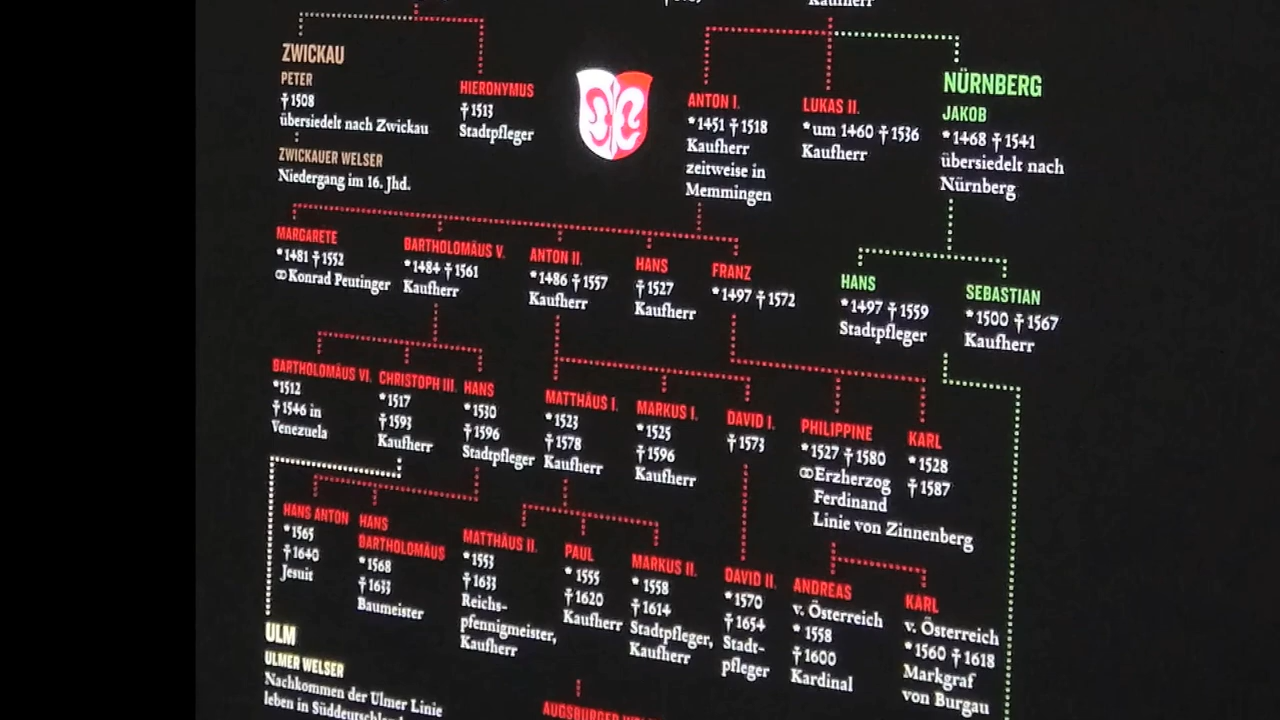 Kaufherr
ZWICKAU
PETER
†1508
übersiedelt nach Zwickau
ZWICKAUER WELSER
Niedergang im 16. Jhd.
HIERONYMUS
†1513
Stadtpfleger
ANTON I.
*1451 †1518
Kaufherr
zeitweise in
Memmingen
LUKAS II.
*um 1460 †1536
Kaufherr
NÜRNBERG
JAKOB
*1468 †1541
übersiedelt nach
Nürnberg
MARGARETE
*1481 †1552
⚭Konrad Peutinger
BARTHOLOMÄUS V.
*1484 †1561
Kaufherr
ANTON II.
*1486 †1557
Kaufherr
HANS
†1527
Kaufherr
FRANZ
*1497 †1572
HANS
*1497 †1559
Stadtpfleger
SEBASTIAN
*1500 †1567
Kaufherr
BARTHOLOMÄUS VI.
*1512
†1546 in
Venezuela
CHRISTOPH III.
*1517
†1593
Kaufherr
HANS
*1530
†1596
Stadtpfleger
MATTHÄUS I.
*1523
†1578
Kaufherr
MARKUS I.
*1525
†1596
Kaufherr
DAVID I.
†1573
PHILIPPINE
*1527 †1580
⚭Erzherzog
Ferdinand
Linie von Zinnenberg
KARL
*1528
†1587
HANS ANTON
*1565
†1640
Jesuit
HANS
BARTHOLOMÄUS
*1568
†1633
Baumeister
MATTHÄUS II.
*1553
†1633
Reichs-
pfennigmeister,
Kaufherr
PAUL
*1555
†1620
Kaufherr
MARKUS II.
*1558
†1614
Stadtpfleger,
Kaufherr
DAVID II.
*1570
†1654
Stadt-
pfleger
ANDREAS
v. Österreich
*1558
†1600
Kardinal
KARL
v. Österreich
*1560 †1618
Markgraf
von Burgau
ULM
ULMER WELSER
Nachkommen der Ulmer Linie
leben in